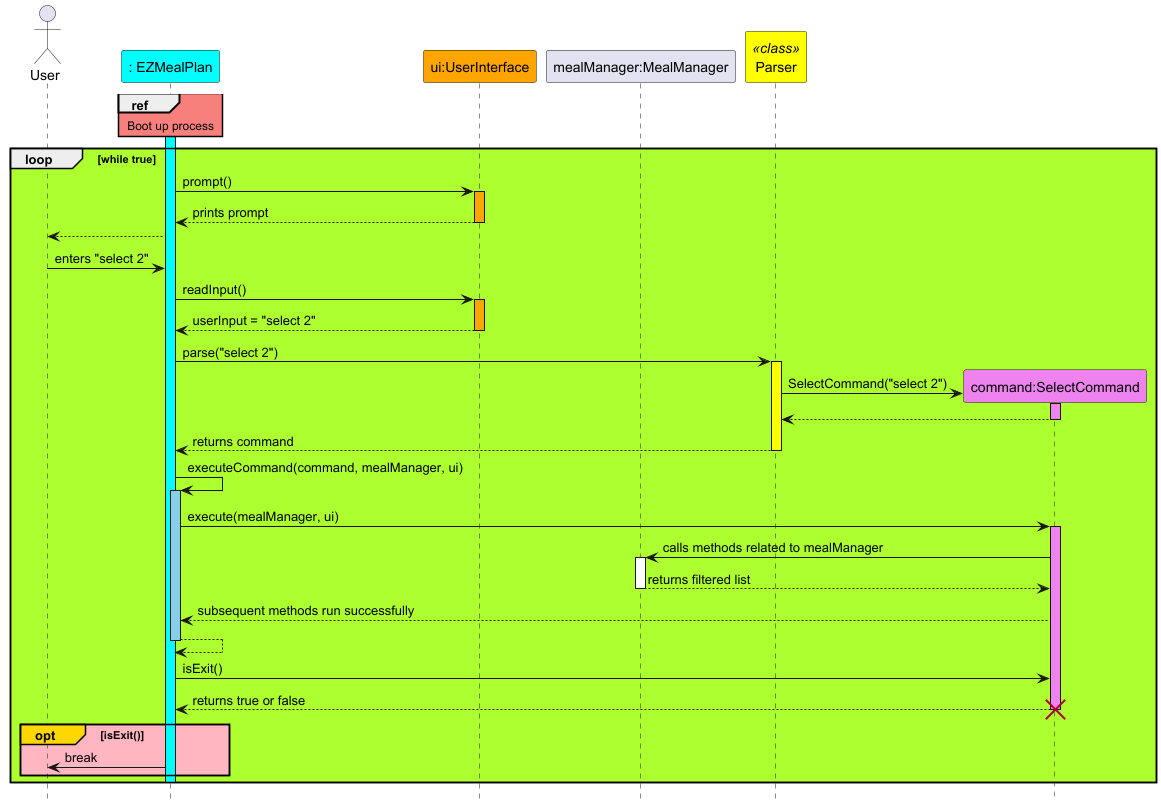 User
: EZMealPlan
ui:UserInterface
mealManager:MealManager
«class»
Parser
ref
Boot up process
loop
[while true]
prompt()
prints prompt
enters "select 2"
readInput()
userInput = "select 2"
parse("select 2")
SelectCommand("select 2")
command:SelectCommand
returns command
executeCommand(command, mealManager, ui)
execute(mealManager, ui)
calls methods related to mealManager
returns filtered list
subsequent methods run successfully
isExit()
returns true or false
opt
[isExit()]
break